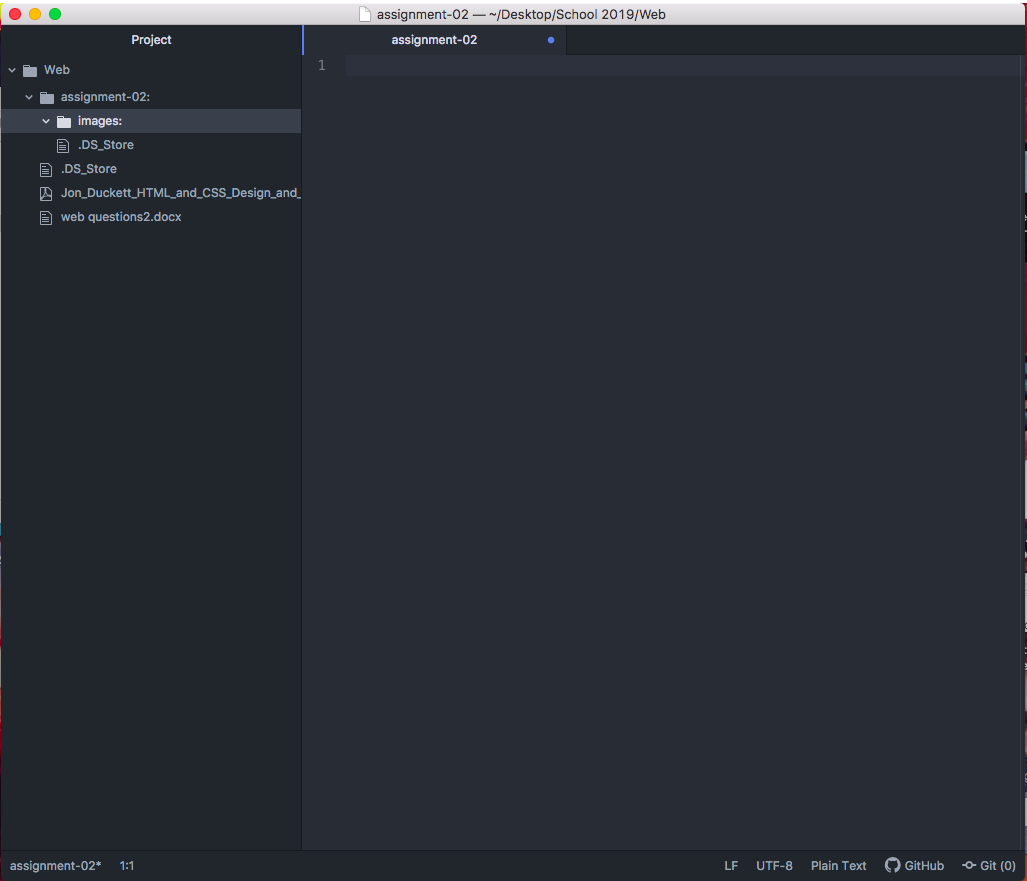 assignment-02 — ~/Desktop/School 2019/Web
Project
assignment-02
1
Web
assignment-02:
images:
.DS_Store
.DS_Store
Jon_Duckett_HTML_and_CSS_Design_and_
web questions2.docx
assignment-02* 1:1 LF UTF-8 Plain Text GitHub Git (0)